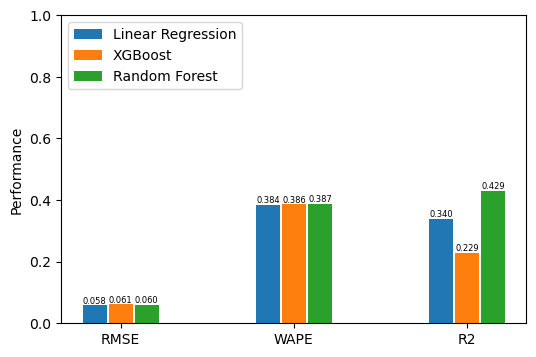 1.0
0.8
0.6
0.4
0.2
0.0
Performance
Linear Regression
XGBoost
Random Forest
0.058 0.061 0.060
0.384 0.386 0.387
0.340 0.229 0.429
RMSE WAPE R2